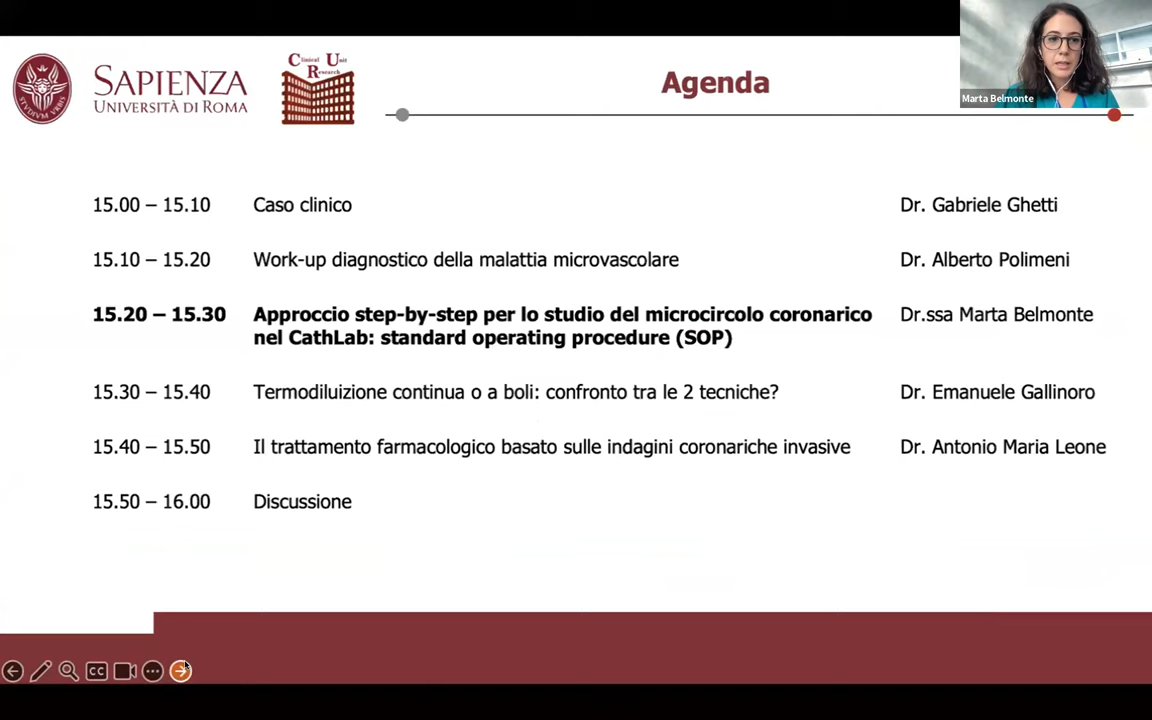 SAPIENZA
UNIVERSITÀ DI ROMA
Clinical Unit
Research
Agenda
Marta Belmonte
15.00 – 15.10 Caso clinico Dr. Gabriele Ghetti
15.10 – 15.20 Work-up diagnostico della malattia microvascolare Dr. Alberto Polimeni
15.20 – 15.30 Approccio step-by-step per lo studio del microcircolo coronarico Dr.ssa Marta Belmonte
nel CathLab: standard operating procedure (SOP)
15.30 – 15.40 Termodiluizione continua o a boli: confronto tra le 2 tecniche? Dr. Emanuele Gallinoro
15.40 – 15.50 Il trattamento farmacologico basato sulle indagini coronariche invasive Dr. Antonio Maria Leone
15.50 – 16.00 Discussione
CC